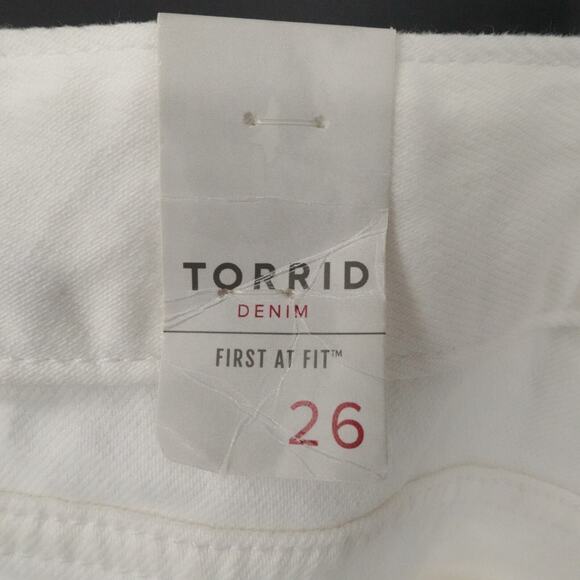 TORRID
DENIM
FIRST AT FIT™
26